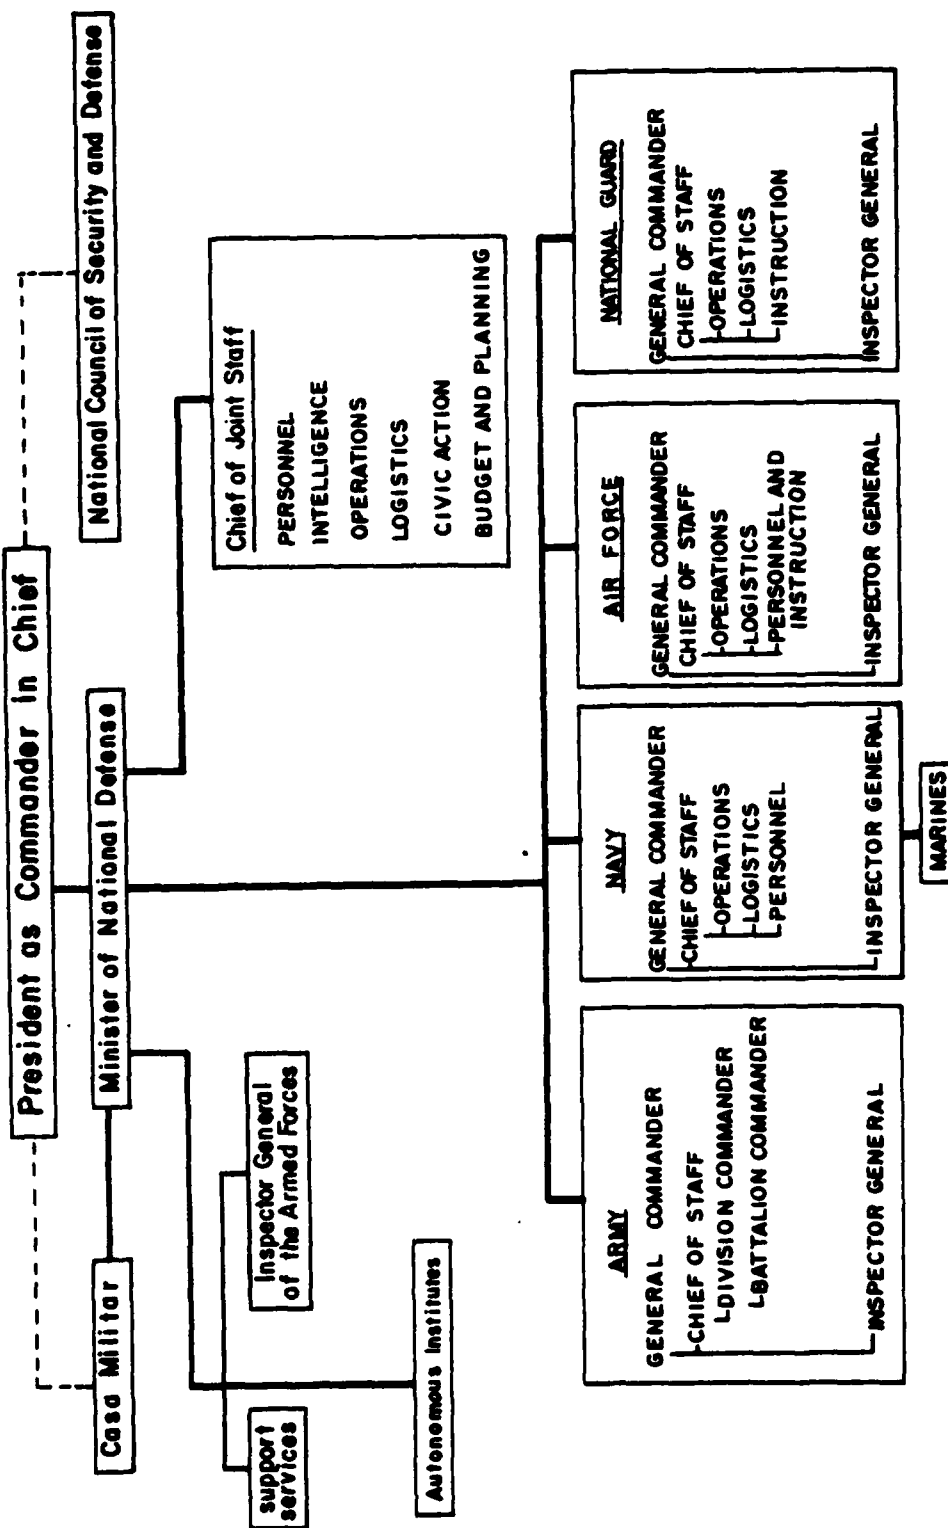 President as Commander in Chief
National Council of Security and Defense
Casa Militar
Minister of National Defense
support
services
Inspector General
of the Armed Forces
Autonomous Institutes
Chief of Joint Staff
PERSONNEL
INTELLIGENCE
OPERATIONS
LOGISTICS
CIVIC ACTION
BUDGET AND PLANNING
ARMY
GENERAL COMMANDER
CHIEF OF STAFF
DIVISION COMMANDER
BATTALION COMMANDER
INSPECTOR GENERAL
NAVY
GENERAL COMMANDER
CHIEF OF STAFF
OPERATIONS
LOGISTICS
PERSONNEL
INSPECTOR GENERAL
MARINES
AIR FORCE
GENERAL COMMANDER
CHIEF OF STAFF
OPERATIONS
LOGISTICS
PERSONNEL AND
INSTRUCTION
INSPECTOR GENERAL
NATIONAL GUARD
GENERAL COMMANDER
CHIEF OF STAFF
OPERATIONS
LOGISTICS
INSTRUCTION
INSPECTOR GENERAL